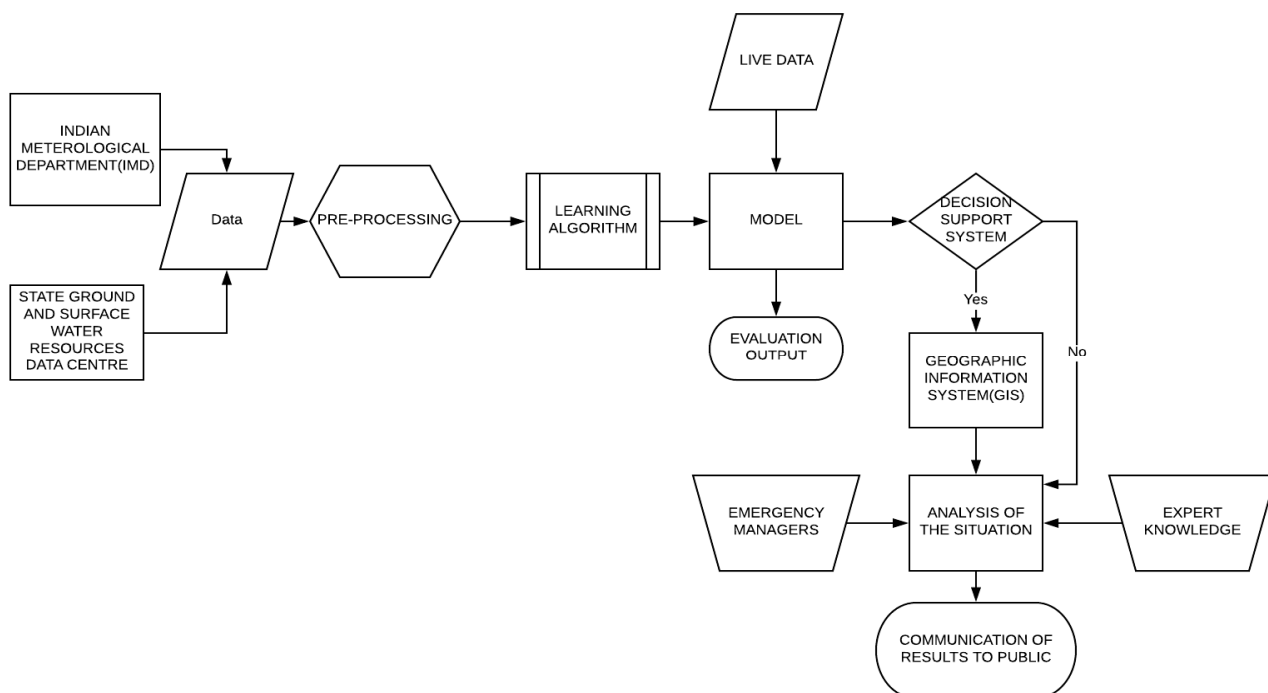 LIVE DATA
INDIAN
METEROLOGICAL
DEPARTMENT(IMD)
Data
PRE-PROCESSING
LEARNING
ALGORITHM
MODEL
DECISION
SUPPORT
SYSTEM
STATE GROUND
AND SURFACE
WATER
RESOURCES
DATA CENTRE
Yes
EVALUATION
OUTPUT
No
GEOGRAPHIC
INFORMATION
SYSTEM(GIS)
EMERGENCY
MANAGERS
ANALYSIS OF
THE SITUATION
EXPERT
KNOWLEDGE
COMMUNICATION OF
RESULTS TO PUBLIC